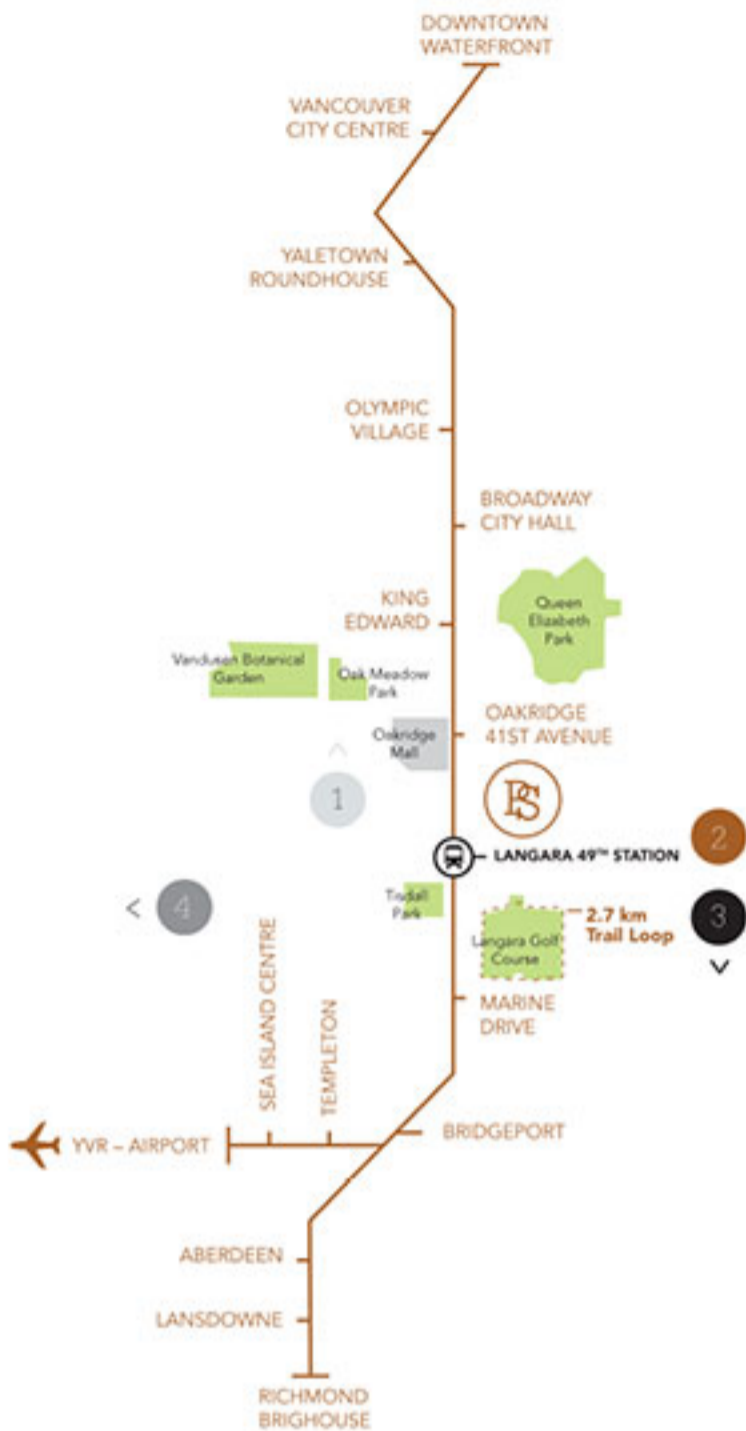 DOWNTOWN
WATERFRONT
VANCOUVER
CITY CENTRE
YALETOWN
ROUNDHOUSE
OLYMPIC
VILLAGE
BROADWAY
CITY HALL
KING
EDWARD
Queen
Elizabeth
Park
Vandusan Botanical
Garden
Oak Meadow
Park
Oakridge
Mall
OAKRIDGE
41ST AVENUE
1
PS
2
LANGARA 49TH STATION
4
Tisdall
Park
3
2.7 km
Trail Loop
Langara Golf
Course
MARINE
DRIVE
SEA ISLAND CENTRE
TEMPLETON
BRIDGEPORT
YVR – AIRPORT
ABERDEEN
LANSDOWNE
RICHMOND
BRIGHOUSE